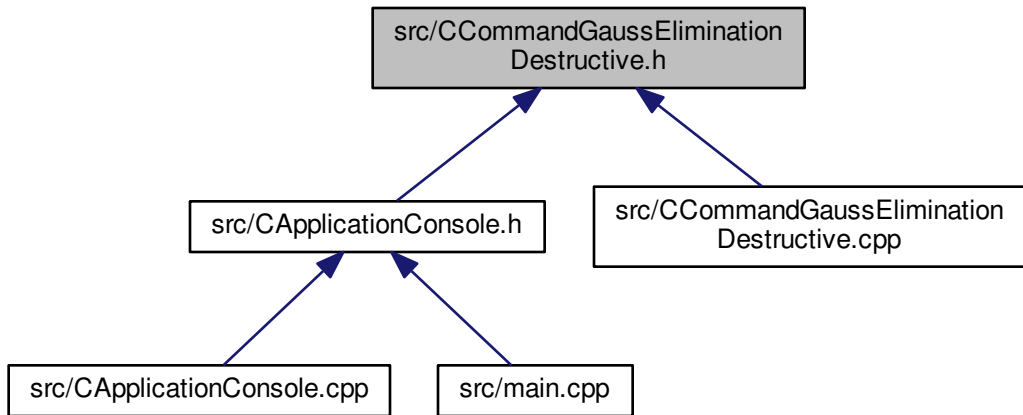 src/CCommandGaussElimination
Destructive.h
src/CApplicationConsole.h
src/CCommandGaussElimination
Destructive.cpp
src/CApplicationConsole.cpp
src/main.cpp